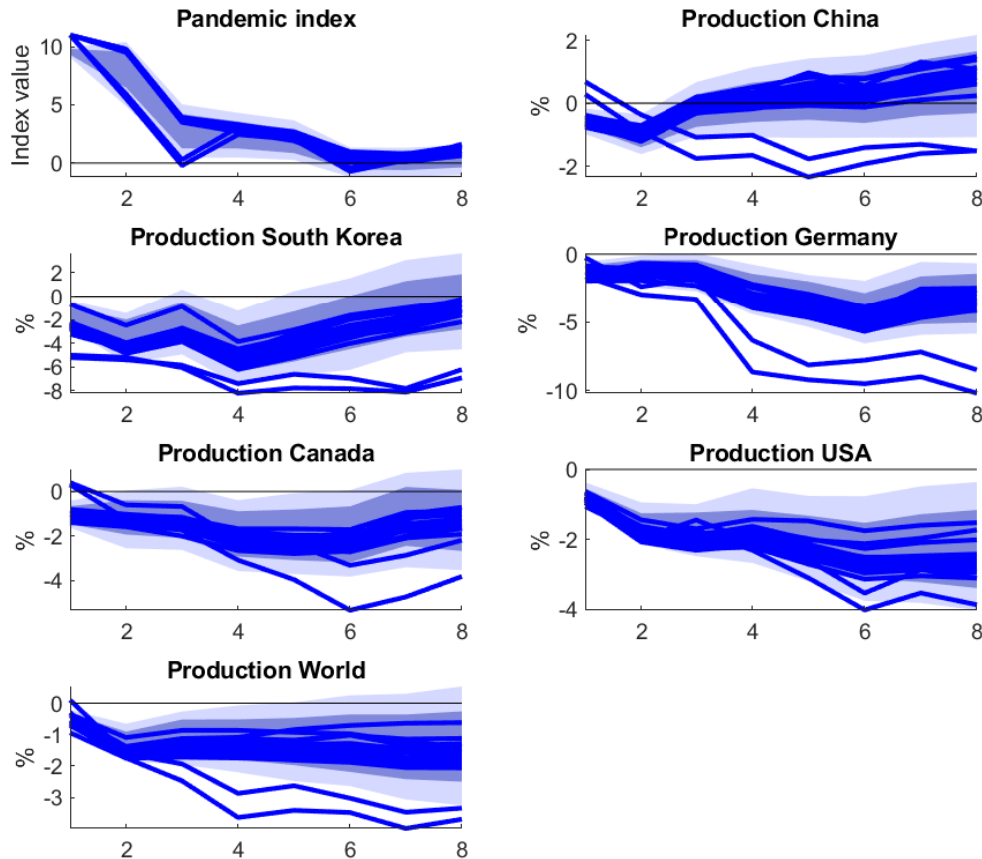 Pandemic index
Index value
10
5
0
2 4 6 8
Production China
%
2
0
-2
2 4 6 8
Production South Korea
%
2
0
-2
-4
-6
-8
2 4 6 8
Production Germany
%
0
-5
-10
2 4 6 8
Production Canada
%
0
-2
-4
2 4 6 8
Production USA
%
0
-2
-4
2 4 6 8
Production World
%
0
-1
-2
-3
2 4 6 8